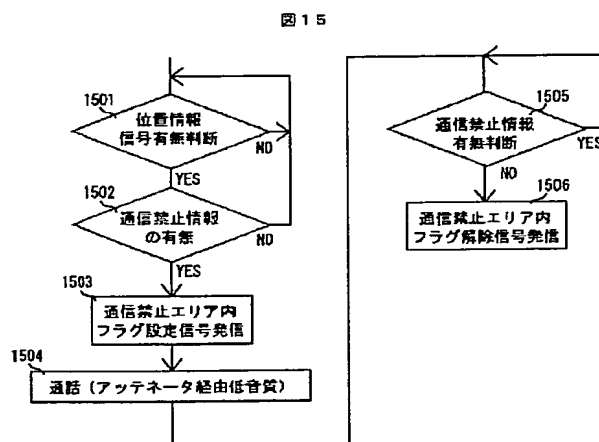 図15
1501
位置情報
信号有無判断
NO
YES
1502
通信禁止情報
の有無
NO
YES
1503
通信禁止エリア内
フラグ設定信号発信
1504
通話（アッテネータ経由低音質）
1505
通信禁止情報
有無判断
YES
NO
1506
通信禁止エリア内
フラグ解除信号発信